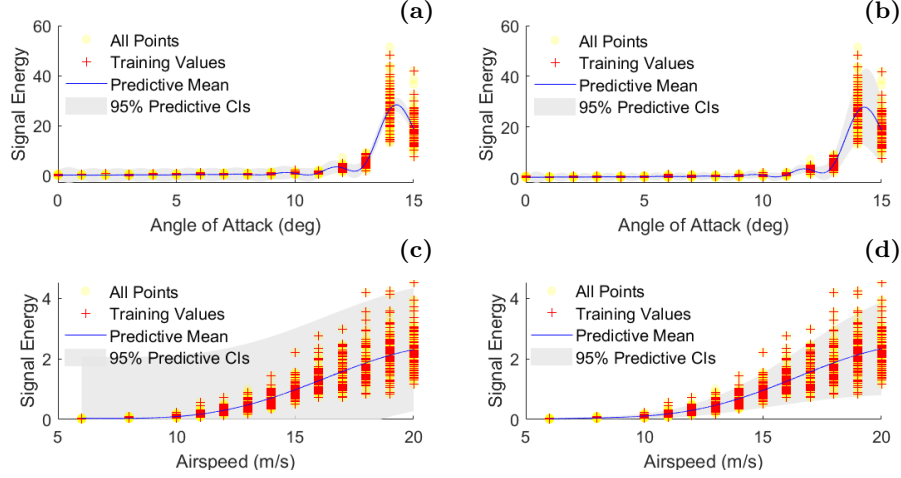 (a)
60
40
20
0
Signal Energy
All Points
Training Values
Predictive Mean
95% Predictive CIs
0 5 10 15
Angle of Attack (deg)
(b)
60
40
20
0
Signal Energy
All Points
Training Values
Predictive Mean
95% Predictive CIs
0 5 10 15
Angle of Attack (deg)
(c)
4
2
0
Signal Energy
All Points
Training Values
Predictive Mean
95% Predictive CIs
5 10 15 20
Airspeed (m/s)
(d)
4
2
0
Signal Energy
All Points
Training Values
Predictive Mean
95% Predictive CIs
5 10 15 20
Airspeed (m/s)